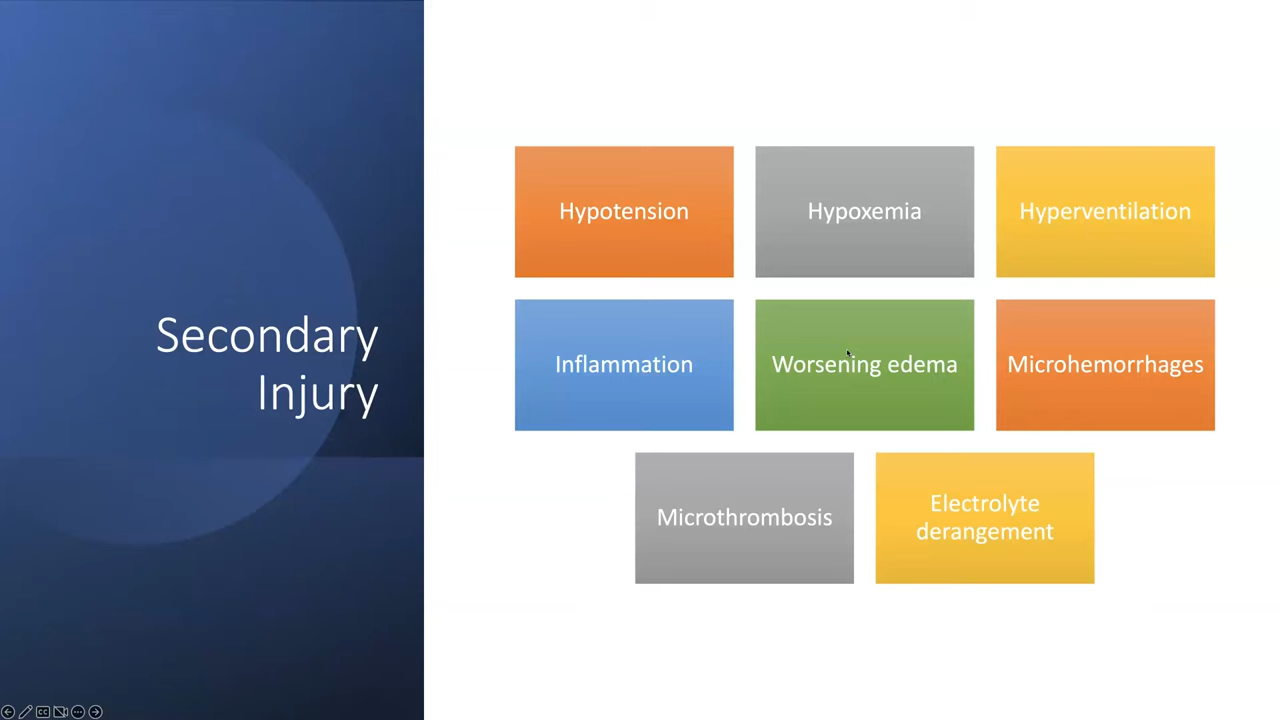 Secondary
Injury
Hypotension
Hypoxemia
Hyperventilation
Inflammation
Worsening edema
Microhemorrhages
Microthrombosis
Electrolyte
derangement